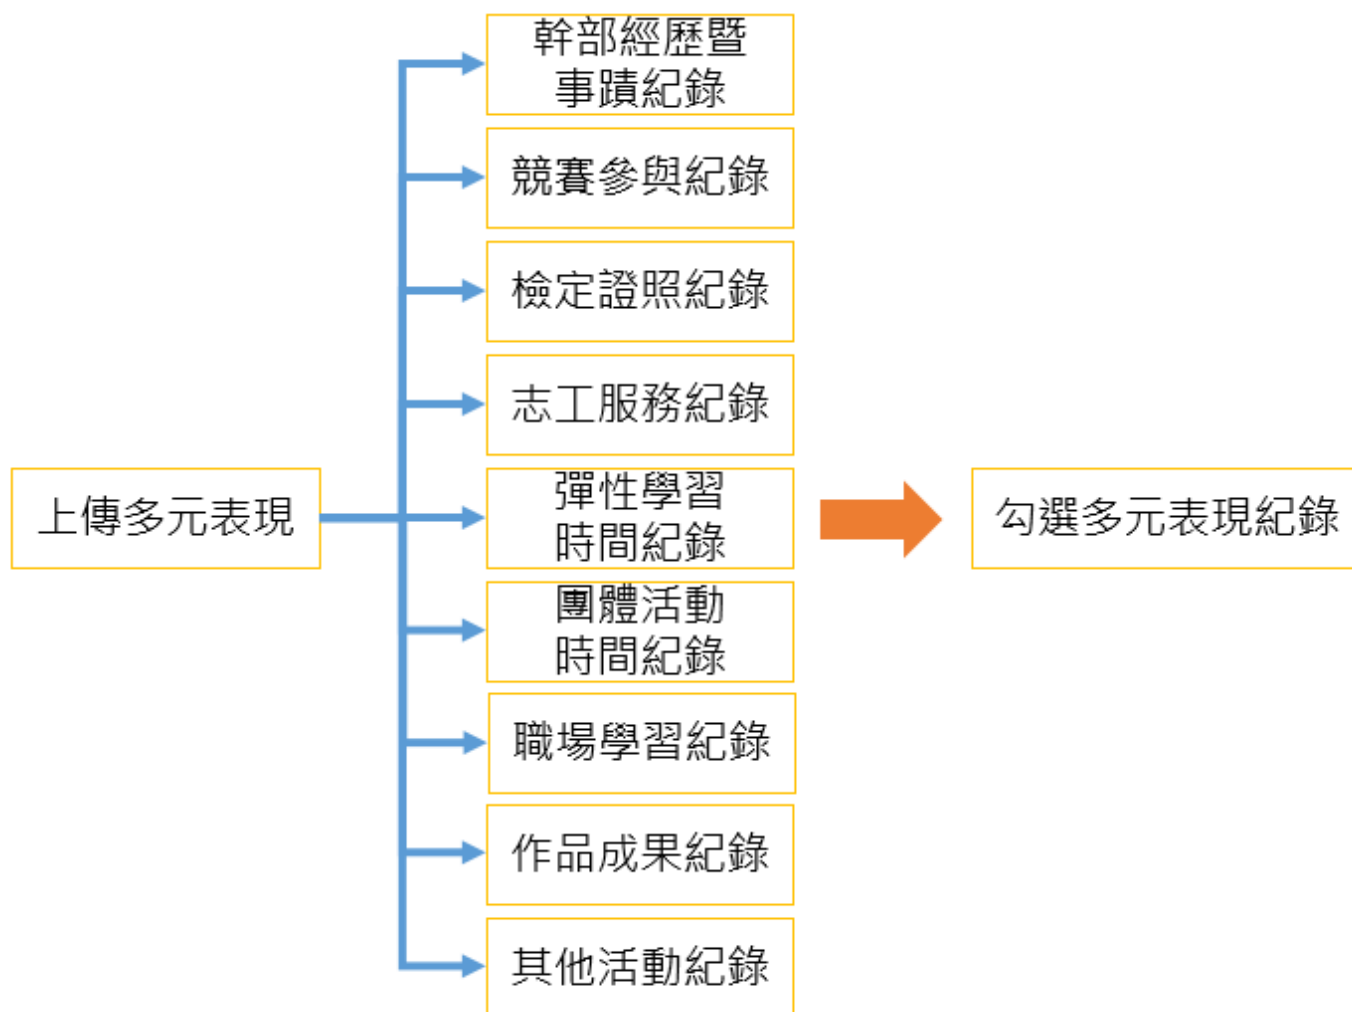 上傳多元表現
幹部經歷暨
事蹟紀錄
競賽參與紀錄
檢定證照紀錄
志工服務紀錄
彈性學習
時間紀錄
團體活動
時間紀錄
職場學習紀錄
作品成果紀錄
其他活動紀錄
勾選多元表現紀錄